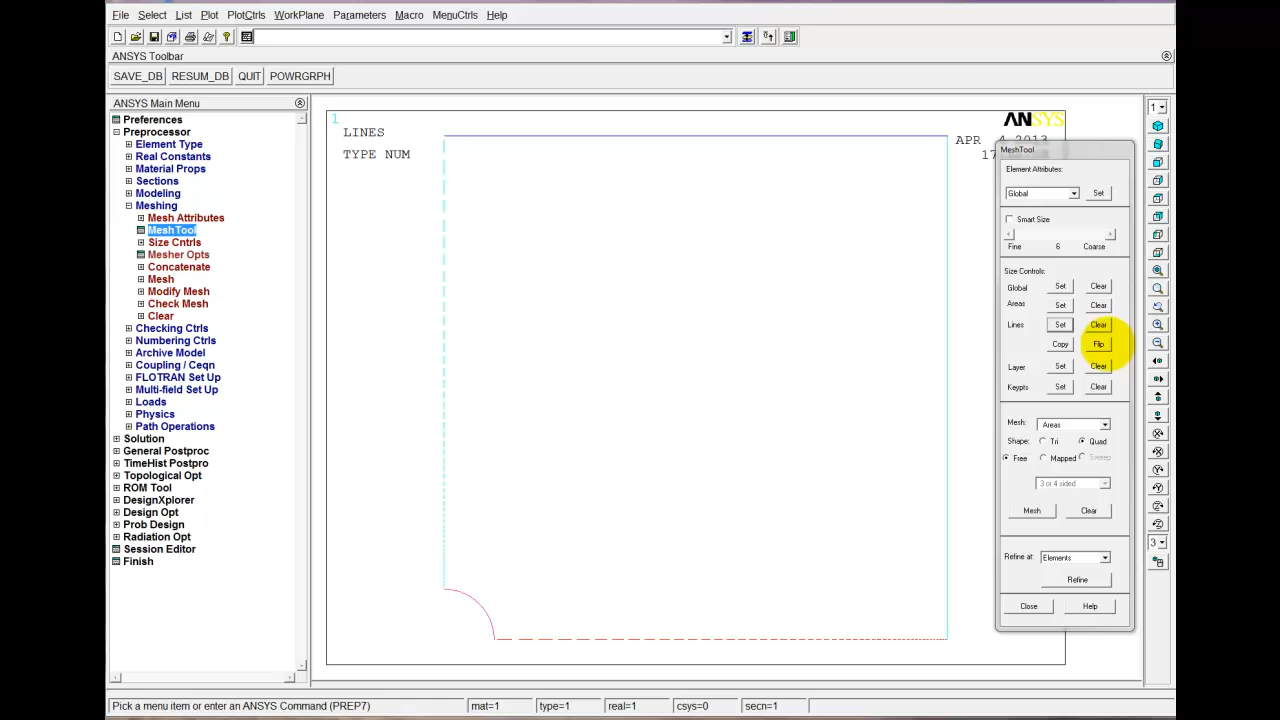 File Select List Plot PlotCtrls WorkPlane Parameters Macro MenuCtrls Help
ANSYS Toolbar
SAVE_DB RESUM_DB QUIT POWRGRPH
ANSYS Main Menu
Preferences
Preprocessor
Element Type
Real Constants
Material Props
Sections
Modeling
Meshing
Mesh Attributes
MeshTool
Size Cntrls
Mesher Opts
Concatenate
Mesh
Modify Mesh
Check Mesh
Clear
Checking Ctrls
Numbering Ctrls
Archive Model
Coupling / Ceqn
FLOTRAN Set Up
Multi-field Set Up
Loads
Physics
Path Operations
Solution
General Postproc
TimeHist Postpro
Topological Opt
ROM Tool
DesignXplorer
Design Opt
Prob Design
Radiation Opt
Session Editor
Finish
1
LINES
TYPE NUM
ANSYS
APR 4 2013
17
MeshTool
Element Attributes:
Global Set
Smart Size
Fine 6 Coarse
Size Controls:
Global Set Clear
Areas Set Clear
Lines Set Clear
Copy Flip
Layer Set Clear
Keypts Set Clear
Mesh: Areas
Shape: Tri Quad
Free Mapped Sweep
3 or 4 sided
Mesh Clear
Refine at: Elements
Refine
Close Help
1
3
Pick a menu item or enter an ANSYS Command (PREP7) mat=1 type=1 real=1 csys=0 secn=1